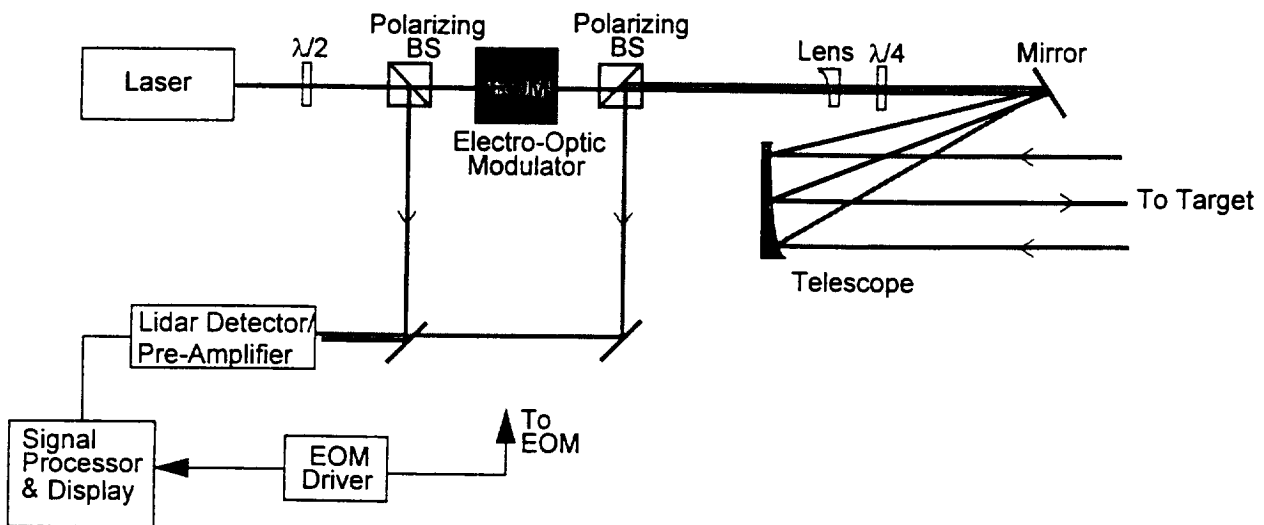 Polarizing
BS
Polarizing
BS
λ/2
Lens
λ/4
Mirror
Laser
EOM
Electro-Optic
Modulator
To Target
Telescope
Lidar Detector/
Pre-Amplifier
To
EOM
Signal
Processor
& Display
EOM
Driver